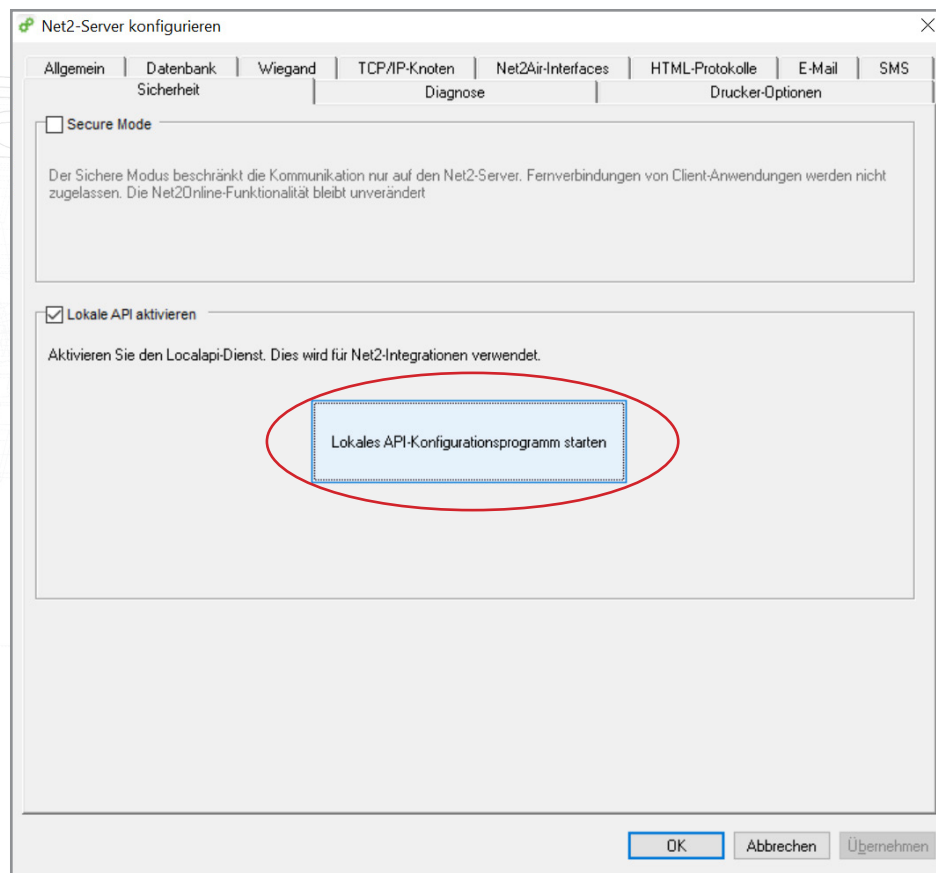 Net2-Server konfigurieren
Allgemein Datenbank Wiegand TCP/IP-Knoten Net2Air-Interfaces HTML-Protokolle E-Mail SMS
Sicherheit Diagnose Drucker-Optionen
Secure Mode
Der Sichere Modus beschränkt die Kommunikation nur auf den Net2-Server. Fernverbindungen von Client-Anwendungen werden nicht
zugelassen. Die Net2Online-Funktionalität bleibt unverändert
Lokale API aktivieren
Aktivieren Sie den Localapi-Dienst. Dies wird für Net2-Integrationen verwendet.
Lokales API-Konfigurationsprogramm starten
OK Abbrechen Übernehmen